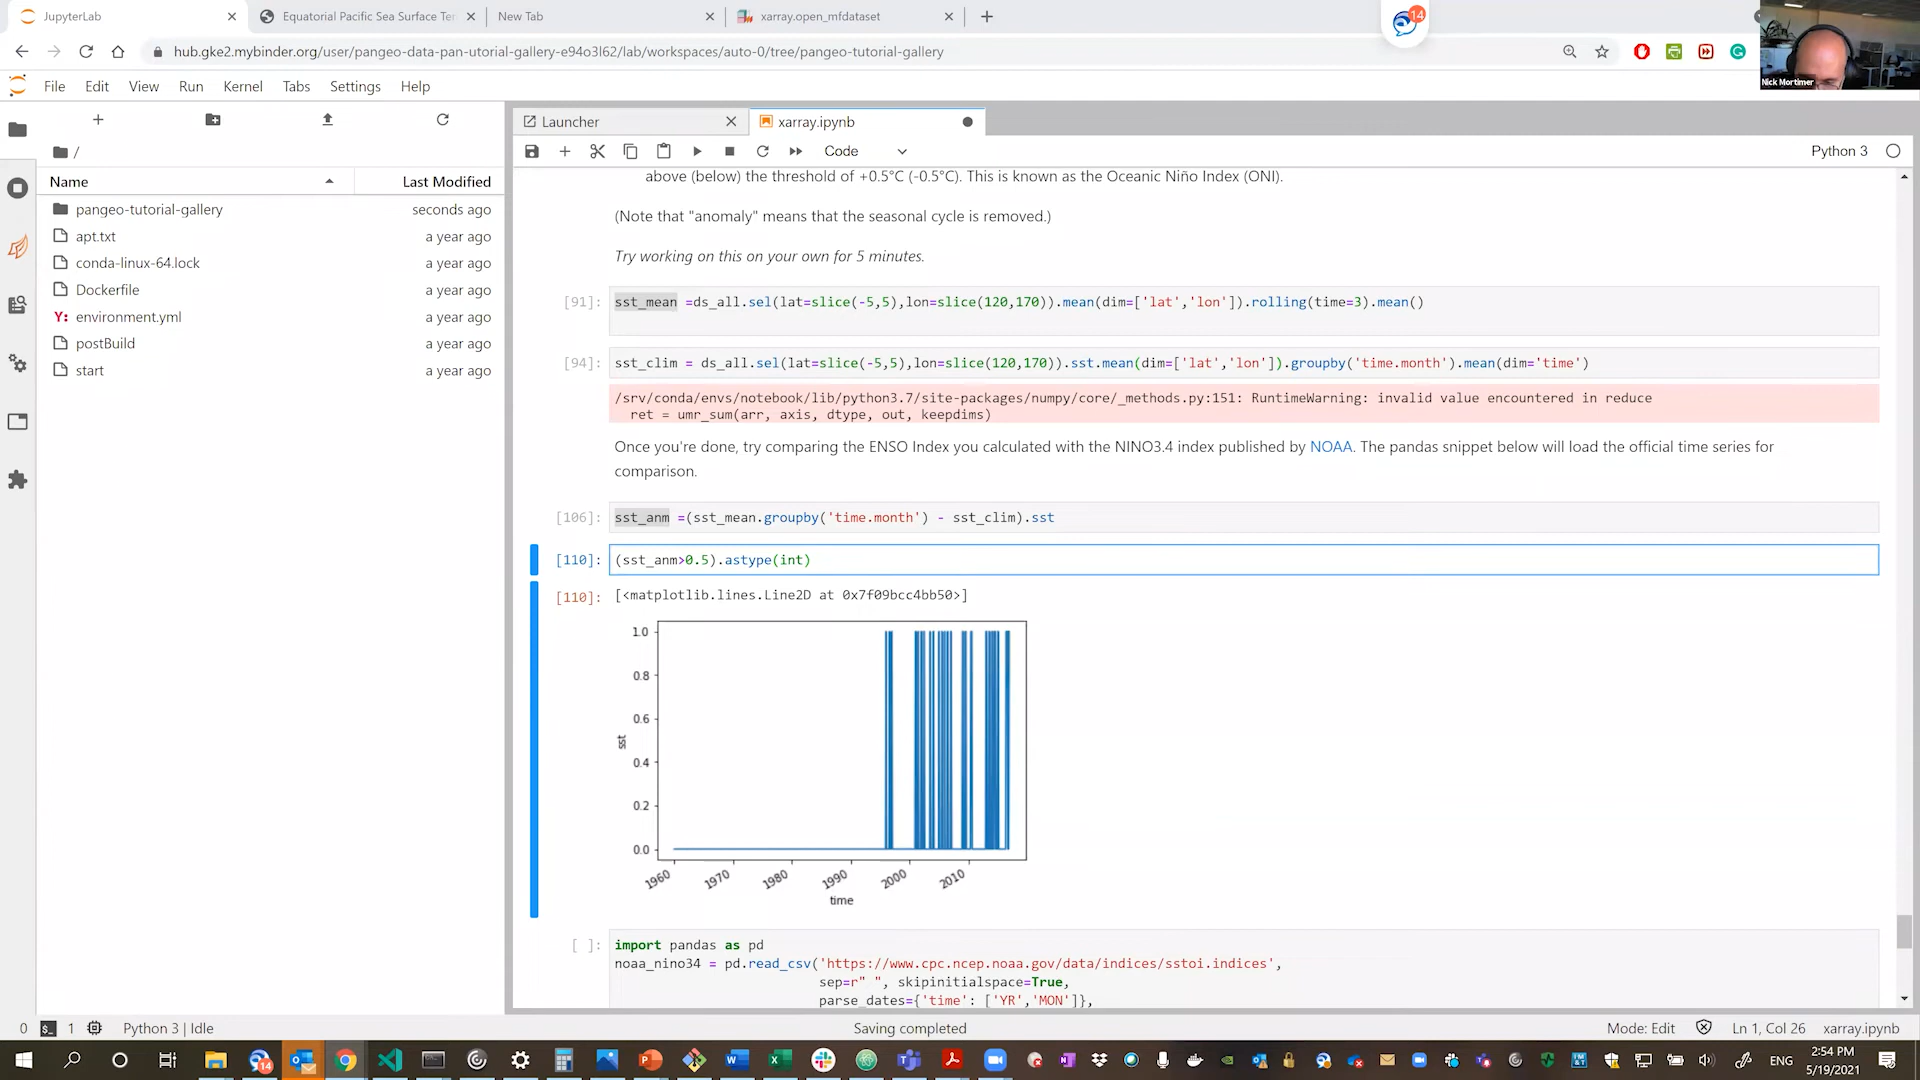 JupyterLab
Equatorial Pacific Sea Surface Ter
New Tab
xarray.open_mfdataset
14
hub.gke2.mybinder.org/user/pangeo-data-pan-utorial-gallery-e94o3l62/lab/workspaces/auto-0/tree/pangeo-tutorial-gallery
Nick Mortimer
File Edit View Run Kernel Tabs Settings Help
Launcher
xarray.ipynb
/
Code
Python 3
Name
Last Modified
pangeo-tutorial-gallery seconds ago
apt.txt a year ago
conda-linux-64.lock a year ago
Dockerfile a year ago
Y: environment.yml a year ago
postBuild a year ago
start a year ago
above (below) the threshold of +0.5°C (-0.5°C). This is known as the Oceanic Niño Index (ONI).
(Note that "anomaly" means that the seasonal cycle is removed.)
Try working on this on your own for 5 minutes.
[91]: sst_mean =ds_all.sel(lat=slice(-5,5),lon=slice(120,170)).mean(dim=['lat','lon']).rolling(time=3).mean()
[94]: sst_clim = ds_all.sel(lat=slice(-5,5),lon=slice(120,170)).sst.mean(dim=['lat','lon']).groupby('time.month').mean(dim='time')
/srv/conda/envs/notebook/lib/python3.7/site-packages/numpy/core/_methods.py:151: RuntimeWarning: invalid value encountered in reduce
ret = umr_sum(arr, axis, dtype, out, keepdims)
Once you're done, try comparing the ENSO Index you calculated with the NINO3.4 index published by NOAA. The pandas snippet below will load the official time series for
comparison.
[106]: sst_anm =(sst_mean.groupby('time.month') - sst_clim).sst
[110]: (sst_anm>0.5).astype(int)
[110]: [<matplotlib.lines.Line2D at 0x7f09bcc4bb50>]
1.0
0.8
0.6
0.4
0.2
0.0
sst
1960 1970 1980 1990 2000 2010
time
[ ]: import pandas as pd
noaa_nino34 = pd.read_csv('https://www.cpc.ncep.noaa.gov/data/indices/sstoi.indices',
sep=r" ", skipinitialspace=True,
parse_dates={'time': ['YR','MON']},
0 1 Python 3 | Idle
Saving completed
Mode: Edit
Ln 1, Col 26 xarray.ipynb
14
ENG
2:54 PM
5/19/2021